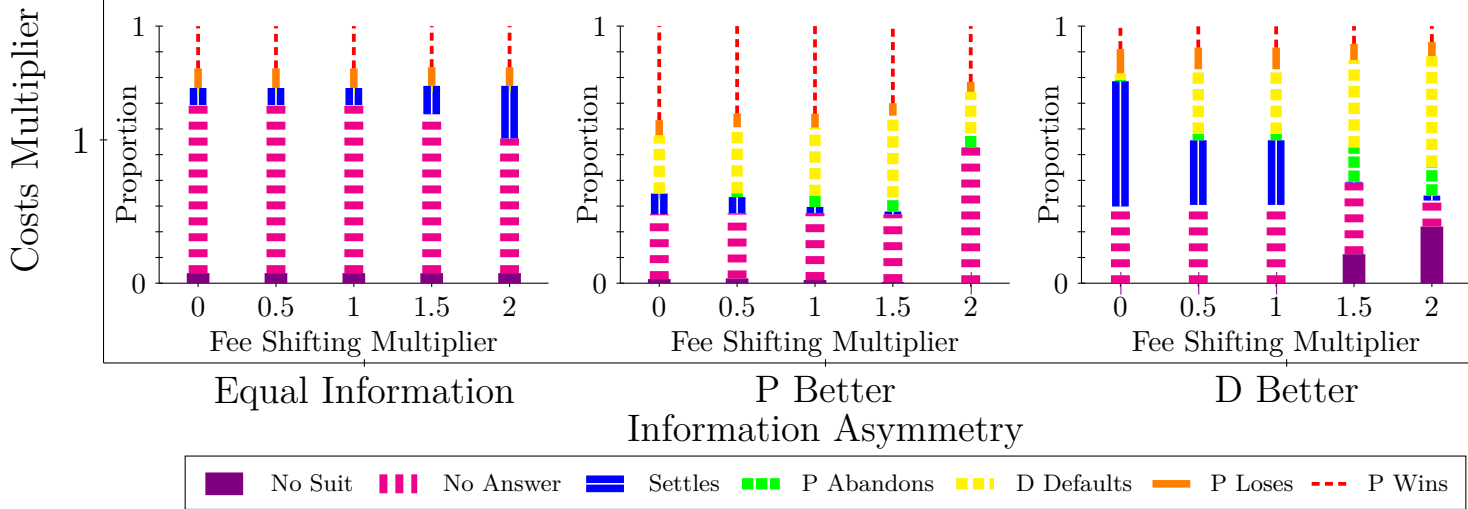 Costs Multiplier
1
Proportion
1
0
0 0.5 1 1.5 2
Fee Shifting Multiplier
Proportion
1
0
0 0.5 1 1.5 2
Fee Shifting Multiplier
Proportion
1
0
0 0.5 1 1.5 2
Fee Shifting Multiplier
Equal Information P Better D Better
Information Asymmetry
No Suit No Answer Settles P Abandons D Defaults P Loses P Wins